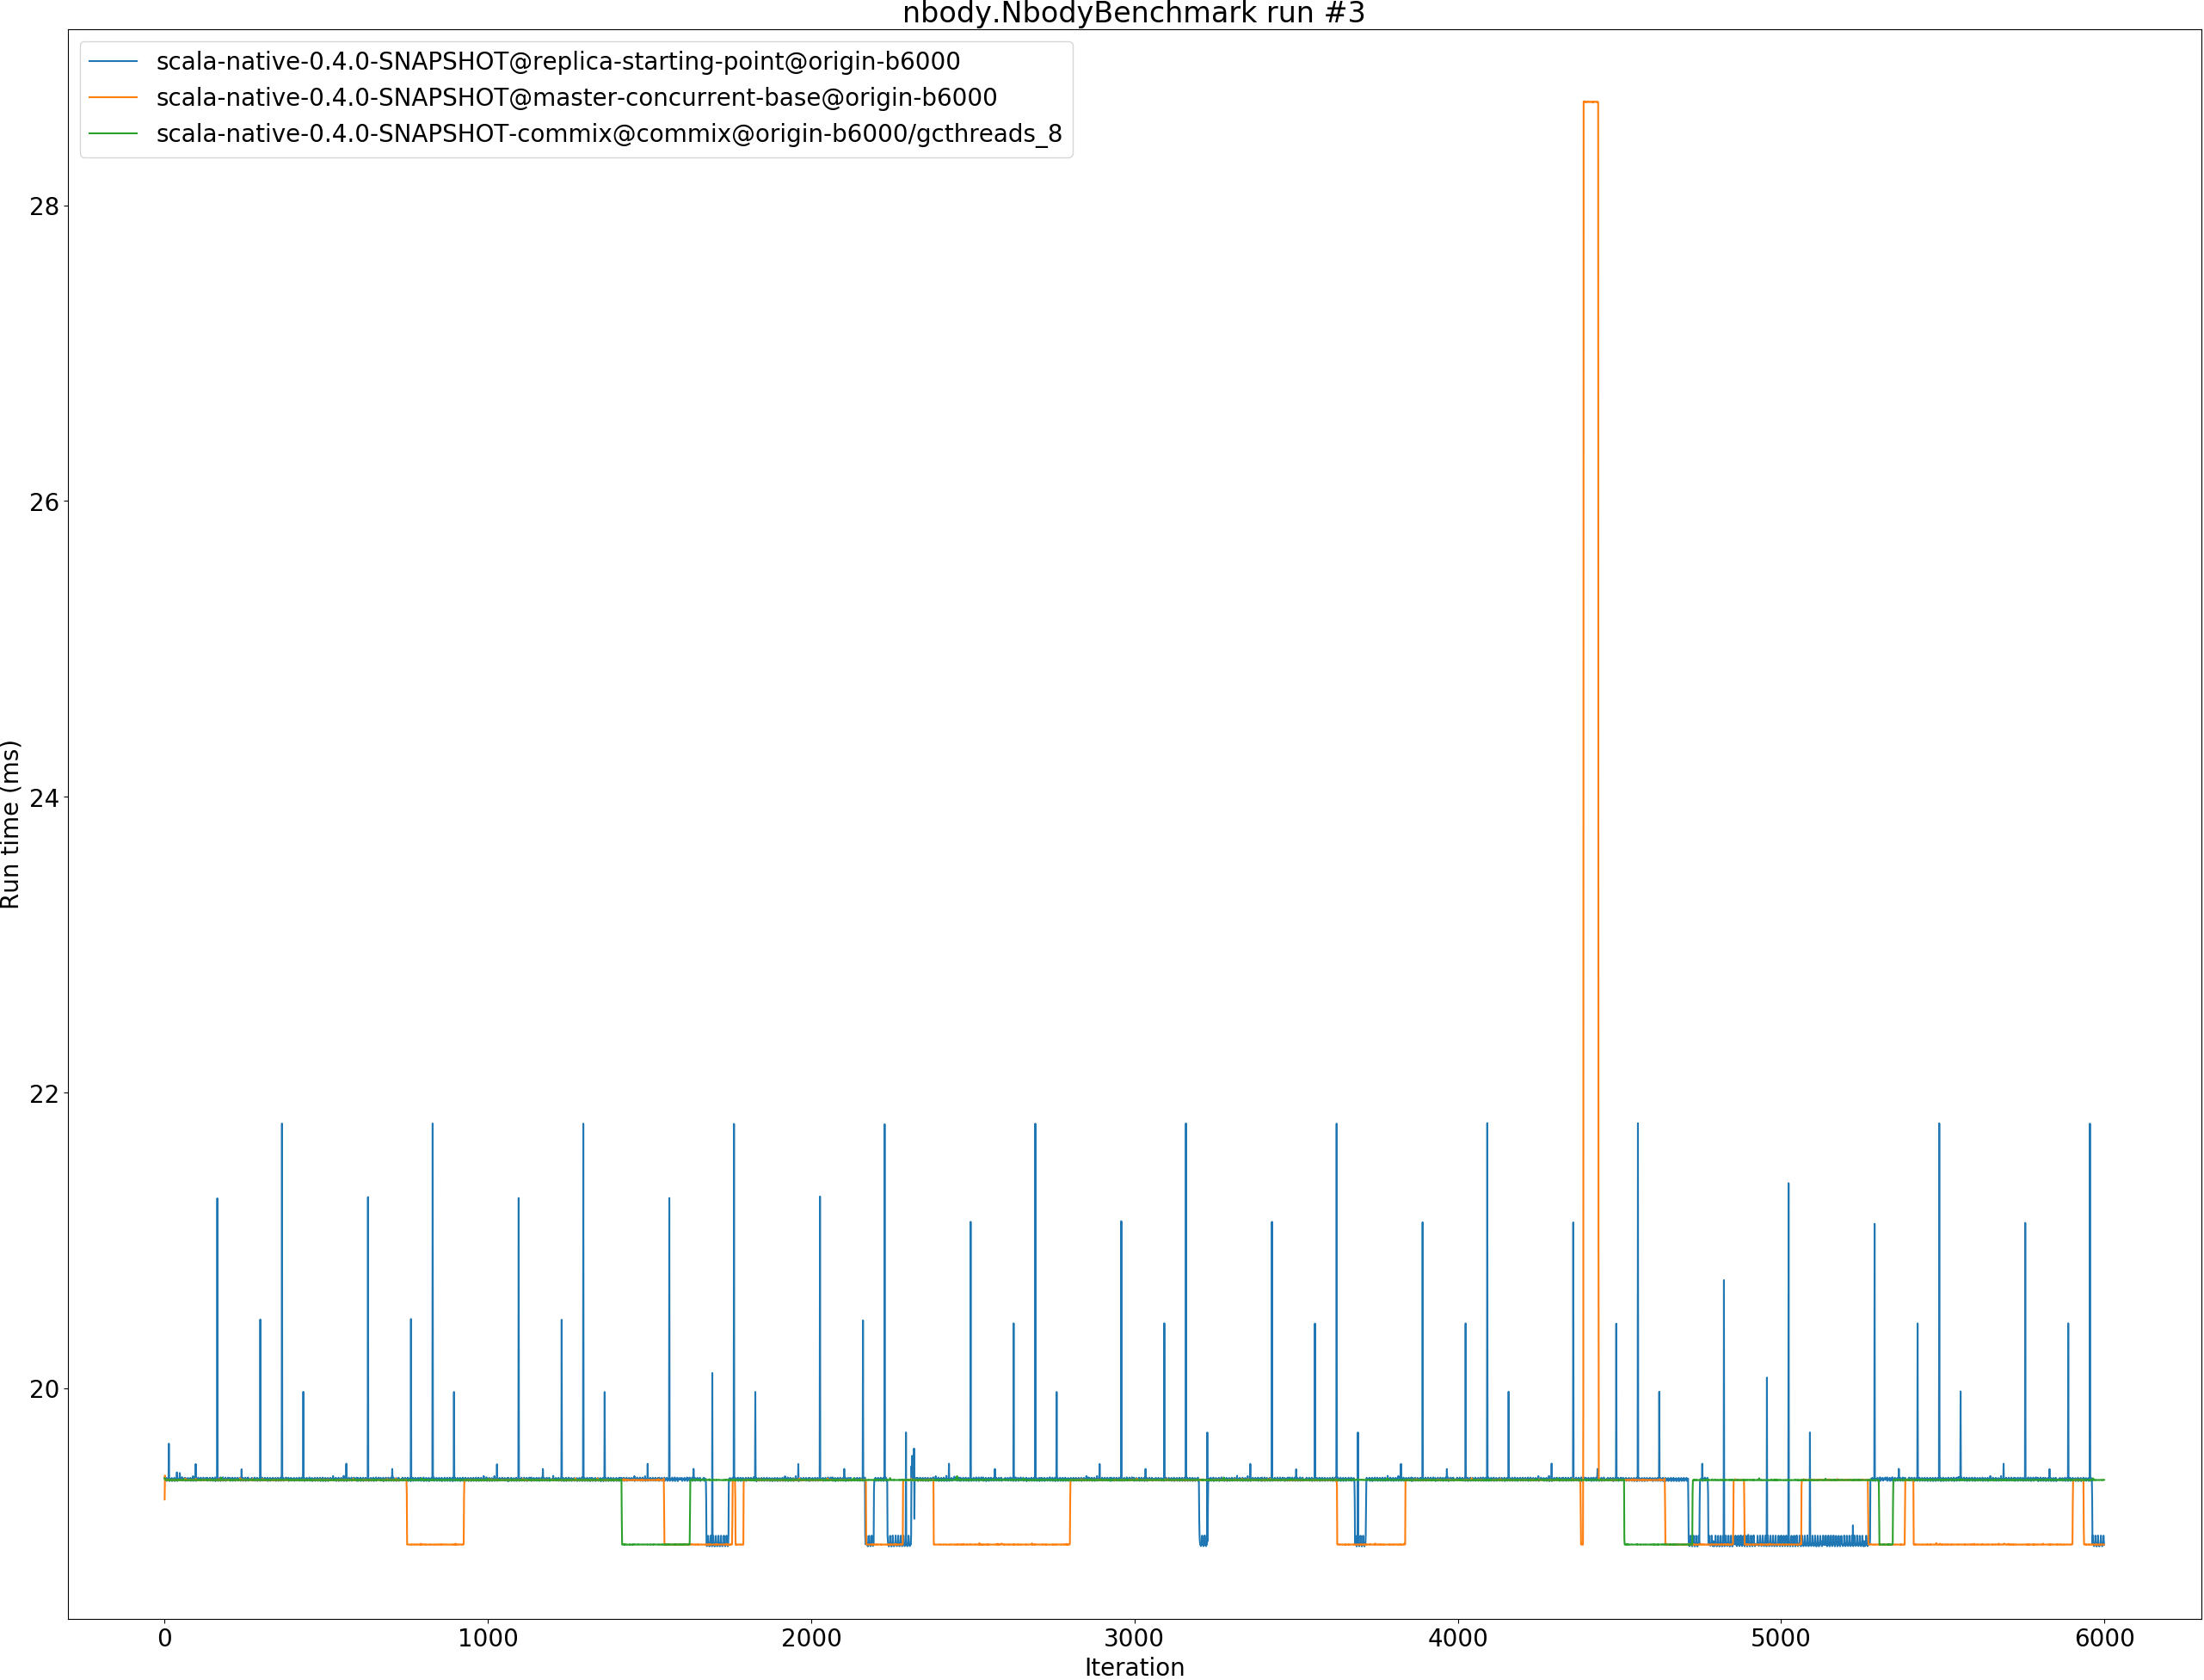 nbody.NbodyBenchmark run #3
scala-native-0.4.0-SNAPSHOT@replica-starting-point@origin-b6000
scala-native-0.4.0-SNAPSHOT@master-concurrent-base@origin-b6000
scala-native-0.4.0-SNAPSHOT-commix@commix@origin-b6000/gcthreads_8
28
26
24
22
20
Run time (ms)
0 1000 2000 3000 4000 5000 6000
Iteration